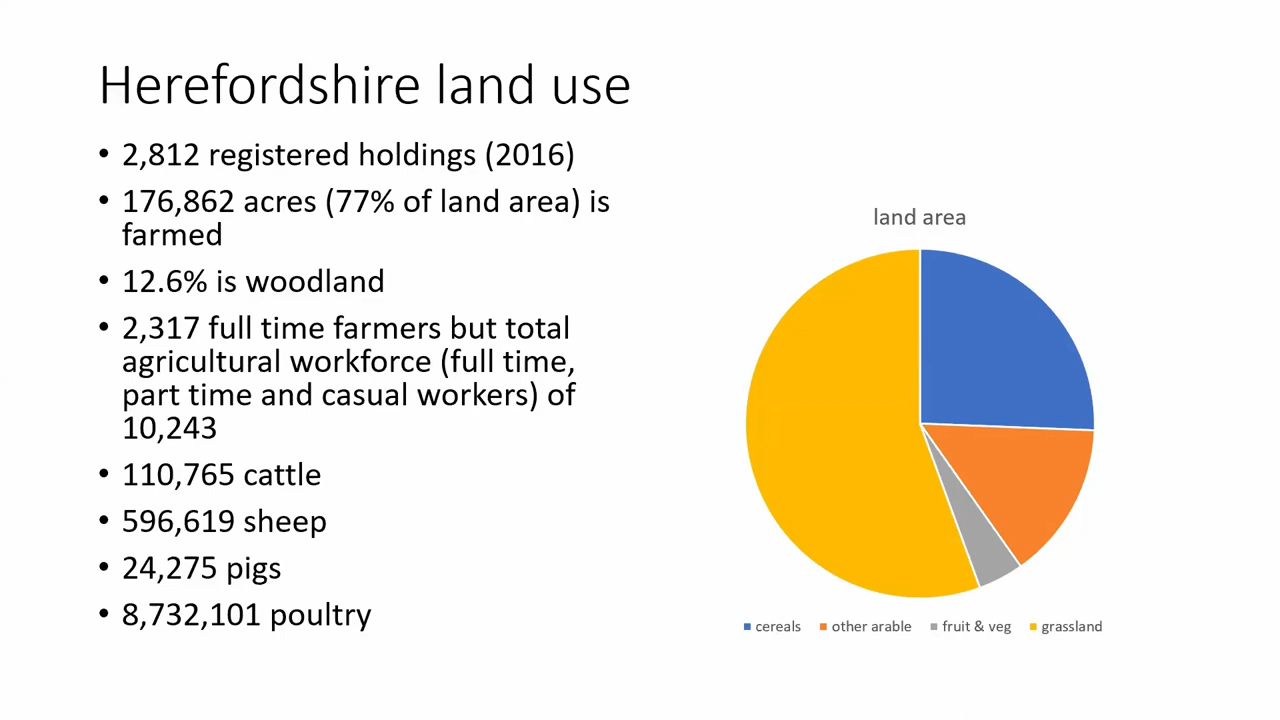 Herefordshire land use
• 2,812 registered holdings (2016)
• 176,862 acres (77% of land area) is
farmed
• 12.6% is woodland
• 2,317 full time farmers but total
agricultural workforce (full time,
part time and casual workers) of
10,243
• 110,765 cattle
• 596,619 sheep
• 24,275 pigs
• 8,732,101 poultry
land area
cereals other arable fruit & veg grassland